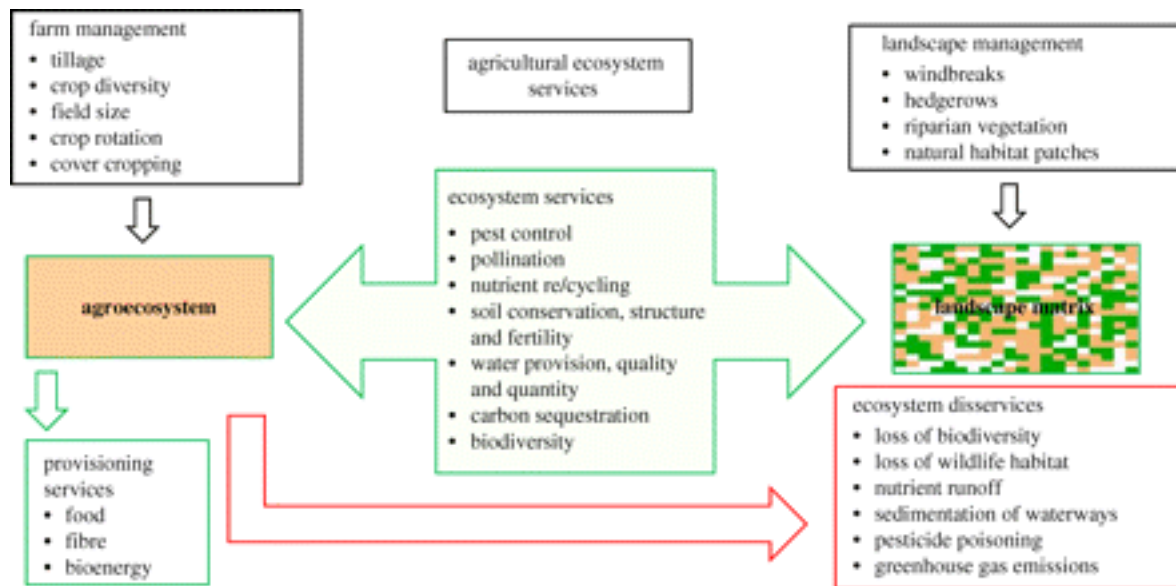 farm management
• tillage
• crop diversity
• field size
• crop rotation
• cover cropping
agricultural ecosystem
services
landscape management
• windbreaks
• hedgerows
• riparian vegetation
• natural habitat patches
ecosystem services
• pest control
• pollination
• nutrient re/cycling
• soil conservation, structure
and fertility
• water provision, quality
and quantity
• carbon sequestration
• biodiversity
agroecosystem
landscape matrix
provisioning
services
• food
• fibre
• bioenergy
ecosystem disservices
• loss of biodiversity
• loss of wildlife habitat
• nutrient runoff
• sedimentation of waterways
• pesticide poisoning
• greenhouse gas emissions